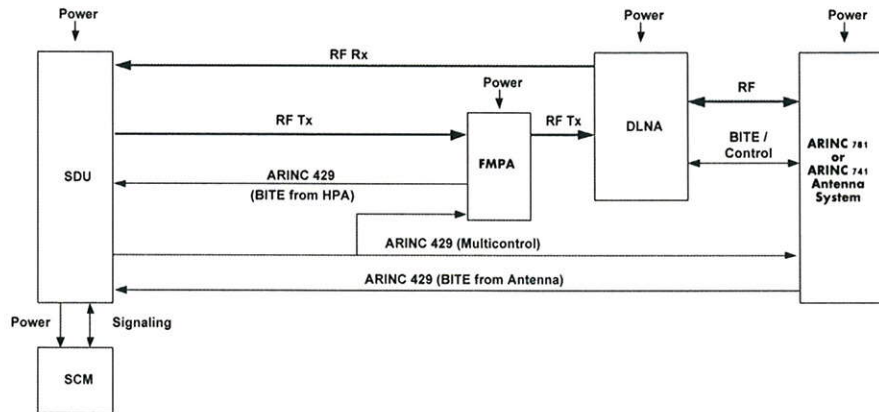 Power
Power
Power
RF Rx
Power
RF
RF Tx
RF Tx
DLNA
BITE /
Control
ARINC 781
or
ARINC 741
Antenna
System
SDU
FMPA
ARINC 429
(BITE from HPA)
ARINC 429 (Multicontrol)
ARINC 429 (BITE from Antenna)
Power
Signaling
SCM